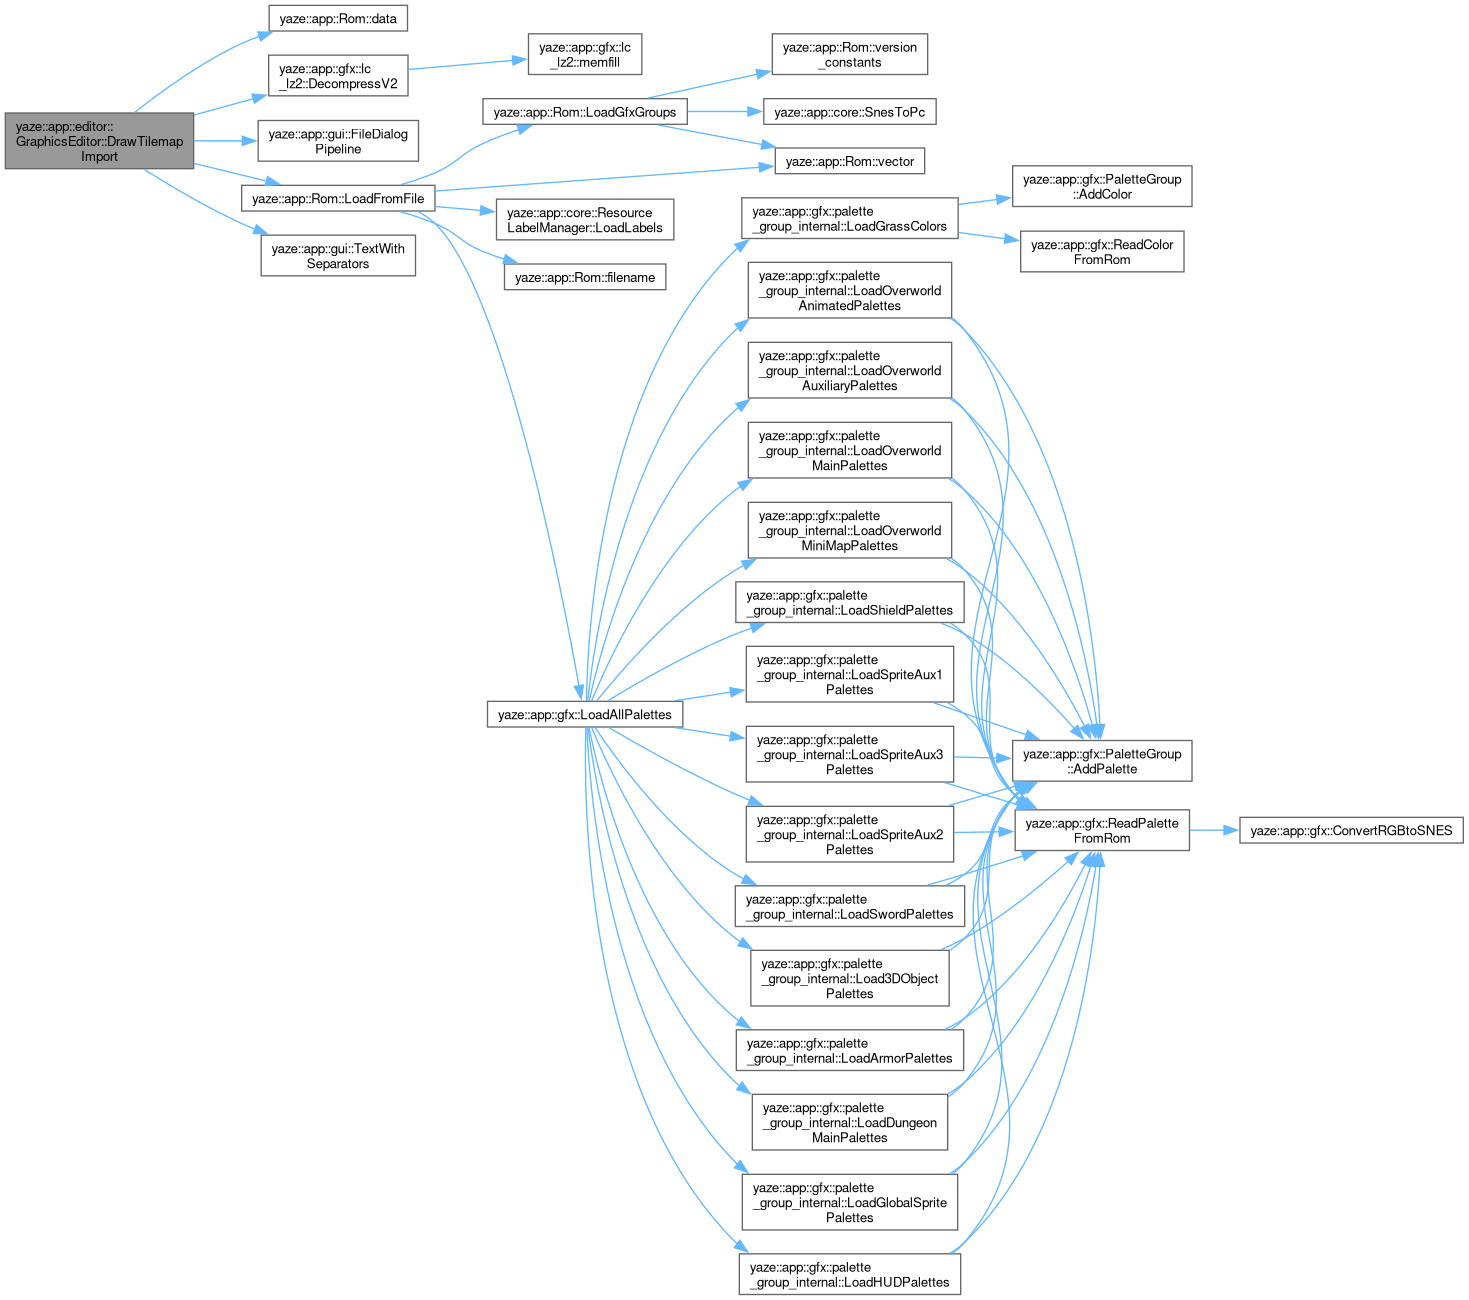 yaze::app::editor::
GraphicsEditor::DrawTilemap
Import
yaze::app::Rom::data
yaze::app::gfx::lc
_lz2::DecompressV2
yaze::app::gfx::lc
_lz2::memfill
yaze::app::gui::FileDialog
Pipeline
yaze::app::Rom::LoadFromFile
yaze::app::gui::TextWith
Separators
yaze::app::Rom::LoadGfxGroups
yaze::app::Rom::version
_constants
yaze::app::core::SnesToPc
yaze::app::Rom::vector
yaze::app::core::Resource
LabelManager::LoadLabels
yaze::app::Rom::filename
yaze::app::gfx::LoadAllPalettes
yaze::app::gfx::palette
_group_internal::LoadGrassColors
yaze::app::gfx::PaletteGroup
::AddColor
yaze::app::gfx::ReadColor
FromRom
yaze::app::gfx::palette
_group_internal::LoadOverworld
AnimatedPalettes
yaze::app::gfx::palette
_group_internal::LoadOverworld
AuxiliaryPalettes
yaze::app::gfx::palette
_group_internal::LoadOverworld
MainPalettes
yaze::app::gfx::palette
_group_internal::LoadOverworld
MiniMapPalettes
yaze::app::gfx::palette
_group_internal::LoadShieldPalettes
yaze::app::gfx::palette
_group_internal::LoadSpriteAux1
Palettes
yaze::app::gfx::palette
_group_internal::LoadSpriteAux3
Palettes
yaze::app::gfx::palette
_group_internal::LoadSpriteAux2
Palettes
yaze::app::gfx::palette
_group_internal::LoadSwordPalettes
yaze::app::gfx::palette
_group_internal::Load3DObject
Palettes
yaze::app::gfx::palette
_group_internal::LoadArmorPalettes
yaze::app::gfx::palette
_group_internal::LoadDungeon
MainPalettes
yaze::app::gfx::palette
_group_internal::LoadGlobalSprite
Palettes
yaze::app::gfx::palette
_group_internal::LoadHUDPalettes
yaze::app::gfx::PaletteGroup
::AddPalette
yaze::app::gfx::ReadPalette
FromRom
yaze::app::gfx::ConvertRGBtoSNES